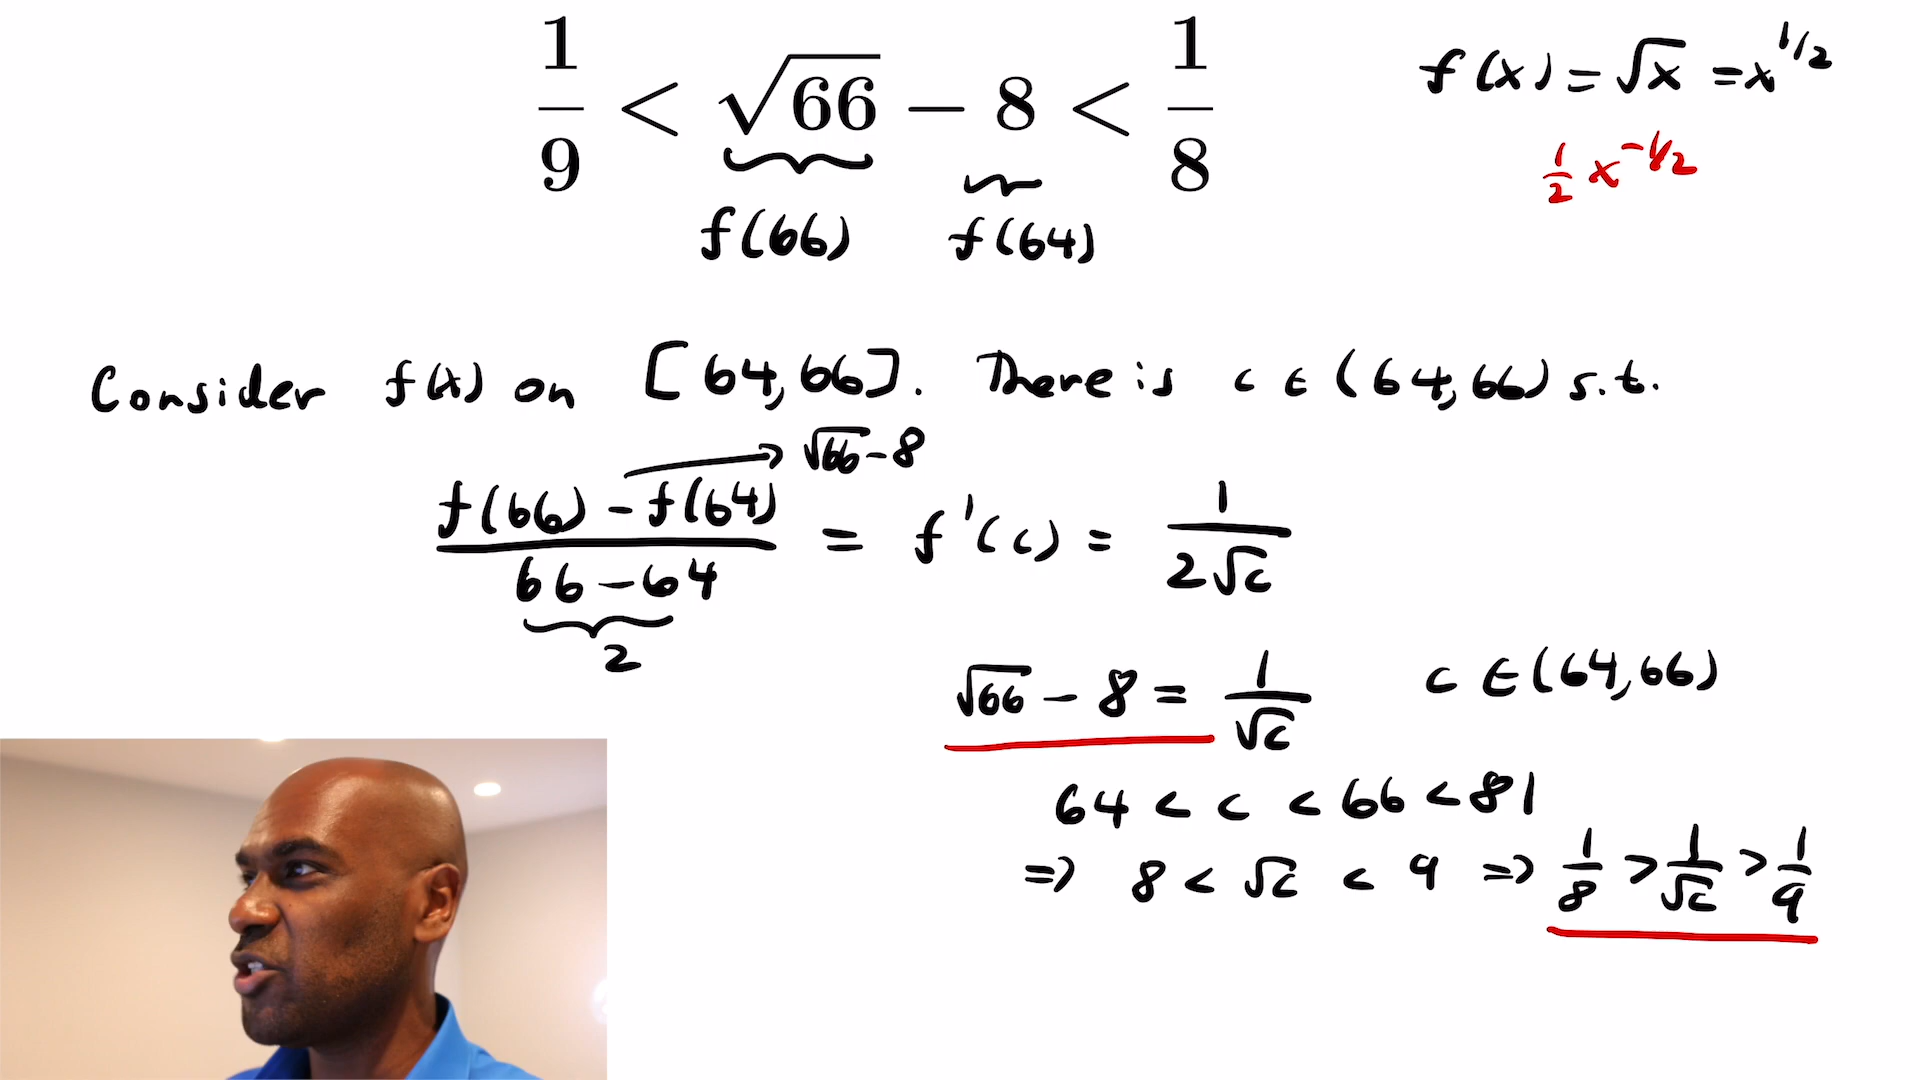 1/9 < √66 − 8 < 1/8
f(x) = √x = x^1/2
1/2 x^-1/2
f(66) f(64)
Consider f(x) on [64,66]. There is c ∈ (64,66) s.t.
√66 - 8
f(66) - f(64) / 66 - 64 = f'(c) = 1 / 2√c
2
√66 - 8 = 1/√c c ∈ (64,66)
64 < c < 66 < 81
⇒ 8 < √c < 9 ⇒ 1/8 > 1/√c > 1/9